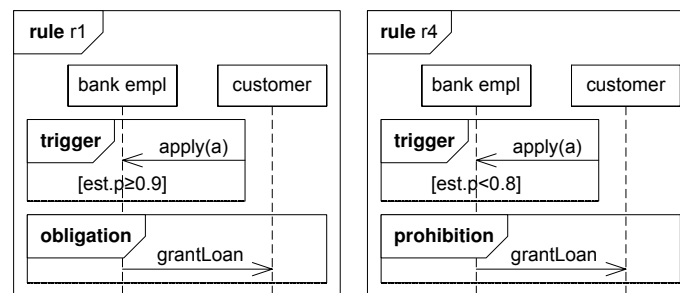 rule r1
bank empl
customer
trigger
apply(a)
[est.p≥0.9]
obligation
grantLoan
rule r4
bank empl
customer
trigger
apply(a)
[est.p<0.8]
prohibition
grantLoan